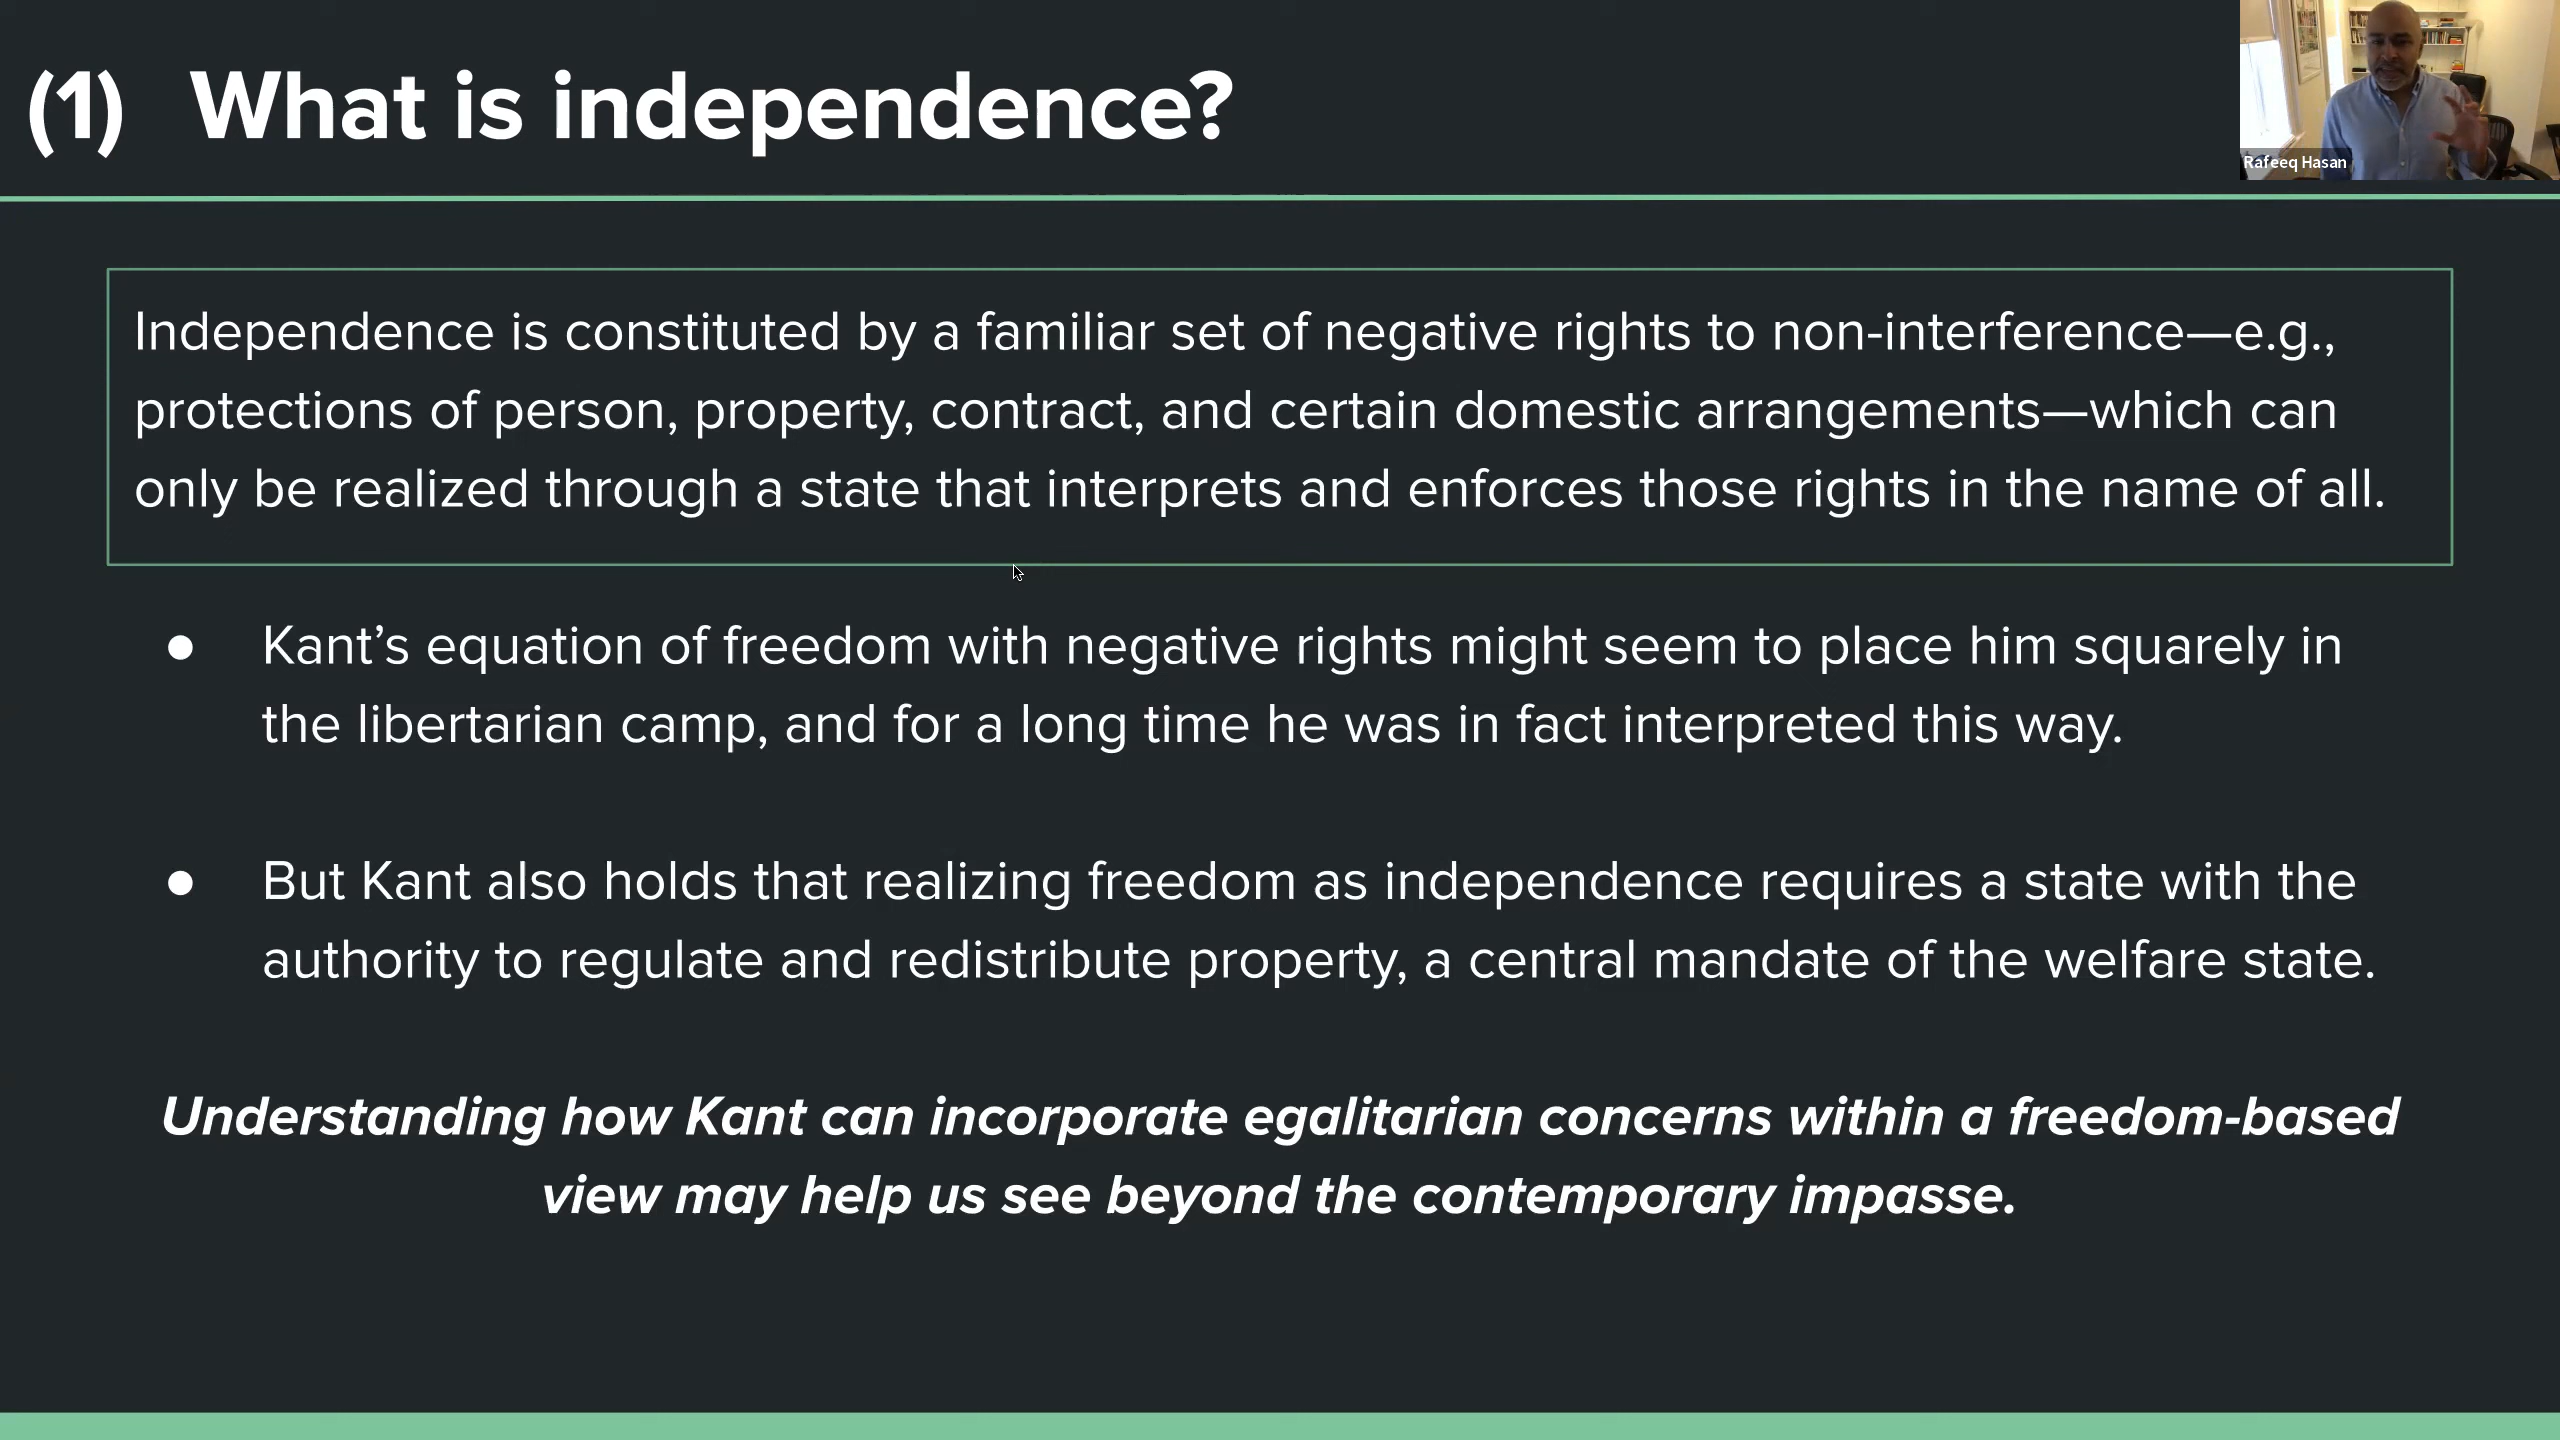 (1) What is independence?
Rafeeq Hasan
Independence is constituted by a familiar set of negative rights to non-interference—e.g.,
protections of person, property, contract, and certain domestic arrangements—which can
only be realized through a state that interprets and enforces those rights in the name of all.
● Kant’s equation of freedom with negative rights might seem to place him squarely in
the libertarian camp, and for a long time he was in fact interpreted this way.
● But Kant also holds that realizing freedom as independence requires a state with the
authority to regulate and redistribute property, a central mandate of the welfare state.
Understanding how Kant can incorporate egalitarian concerns within a freedom-based
view may help us see beyond the contemporary impasse.